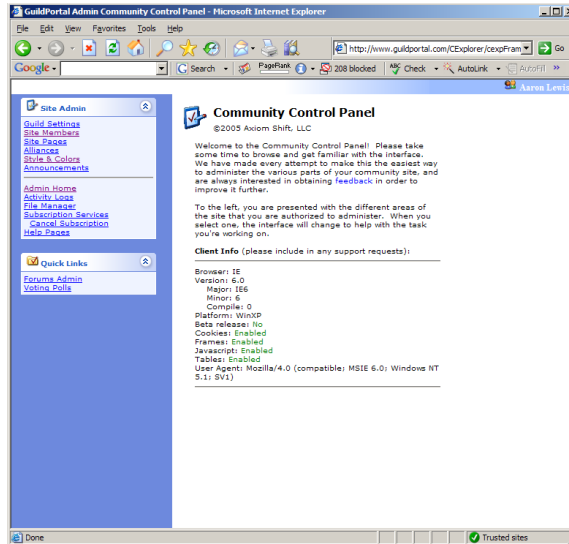 GuildPortal Admin Community Control Panel - Microsoft Internet Explorer
File Edit View Favorites Tools Help
http://www.guildportal.com/CExplorer/cexpFram Go
Google Search PageRank 208 blocked ABC Check AutoLink AutoFill »
Aaron Lewis
Site Admin
Guild Settings
Site Members
Site Pages
Alliances
Style & Colors
Announcements
Admin Home
Activity Logs
File Manager
Subscription Services
Cancel Subscription
Help Pages
Quick Links
Forums Admin
Voting Polls
Community Control Panel
©2005 Axiom Shift, LLC
Welcome to the Community Control Panel! Please take
some time to browse and get familiar with the interface.
We have made every attempt to make this the easiest way
to administer the various parts of your community site, and
are always interested in obtaining feedback in order to
improve it further.
To the left, you are presented with the different areas of
the site that you are authorized to administer. When you
select one, the interface will change to help with the task
you're working on.
Client Info (please include in any support requests):
Browser: IE
Version: 6.0
Major: IE6
Minor: 6
Compile: 0
Platform: WinXP
Beta release: No
Cookies: Enabled
Frames: Enabled
Javascript: Enabled
Tables: Enabled
User Agent: Mozilla/4.0 (compatible; MSIE 6.0; Windows NT
5.1; SV1)
Done Trusted sites